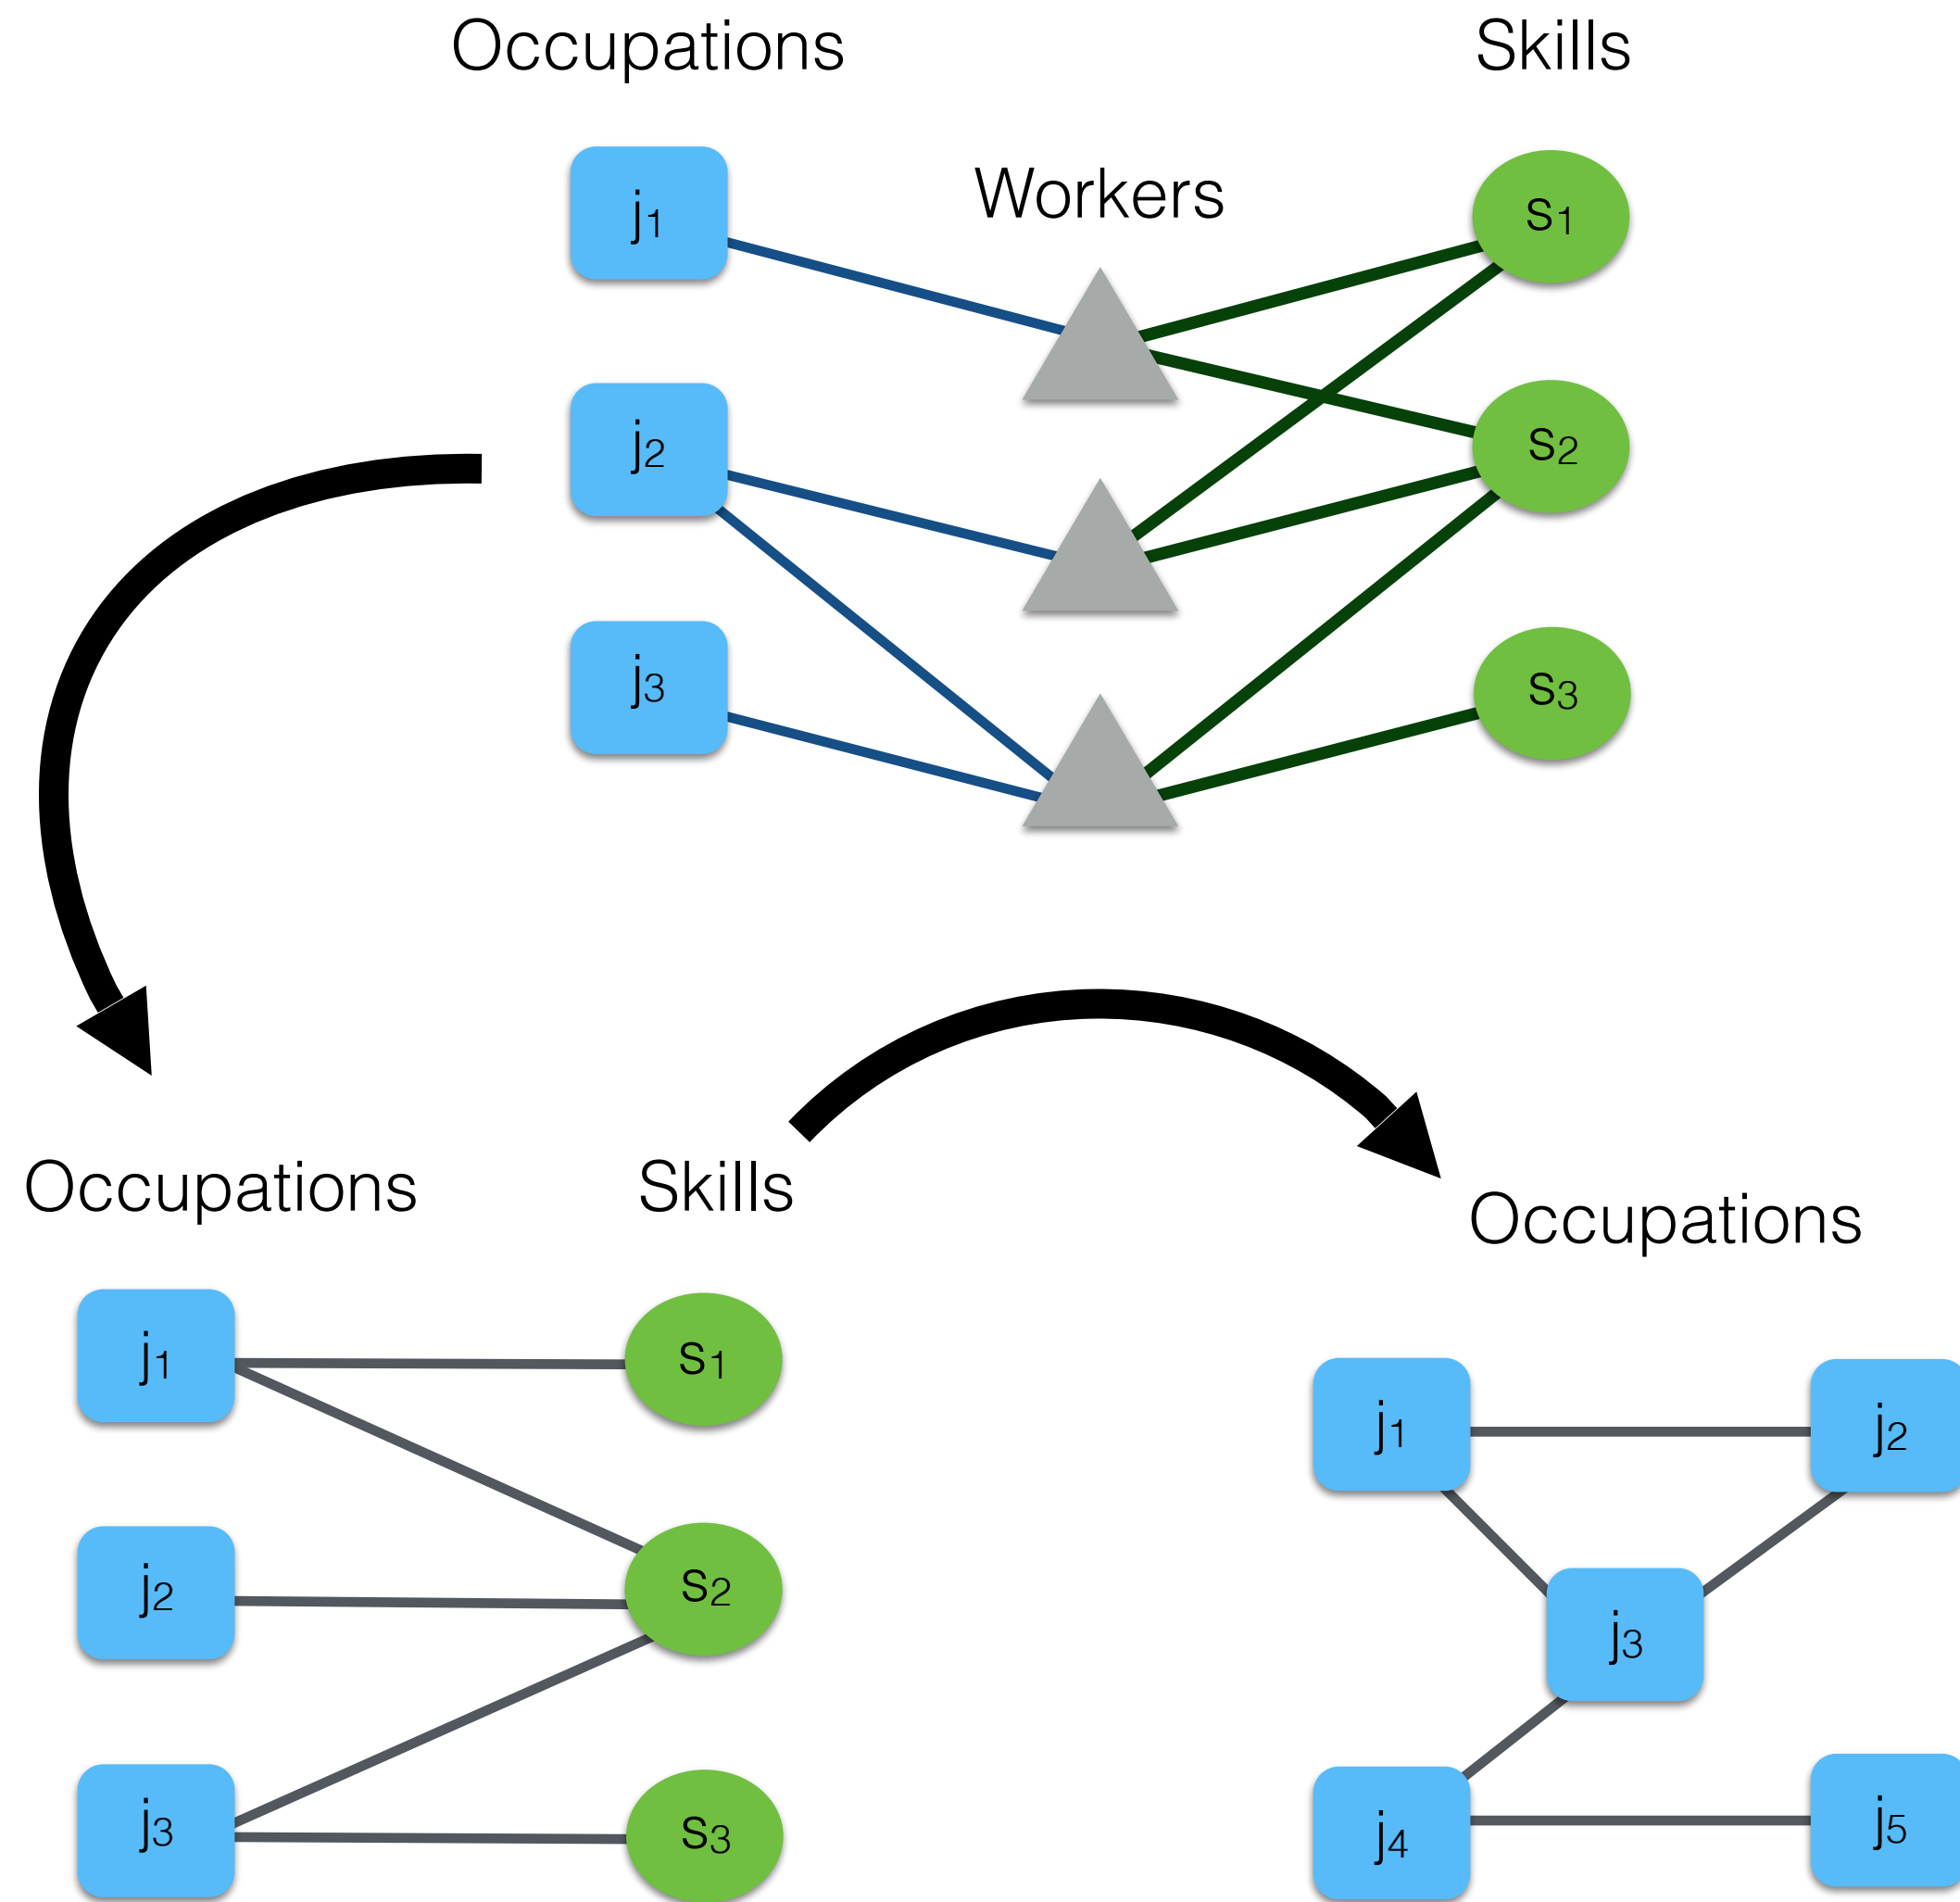 Occupations
Skills
Workers
j1
s1
j2
s2
j3
s3
Occupations
Skills
Occupations
j1
s1
j2
s2
j3
s3
j1
j2
j3
j4
j5